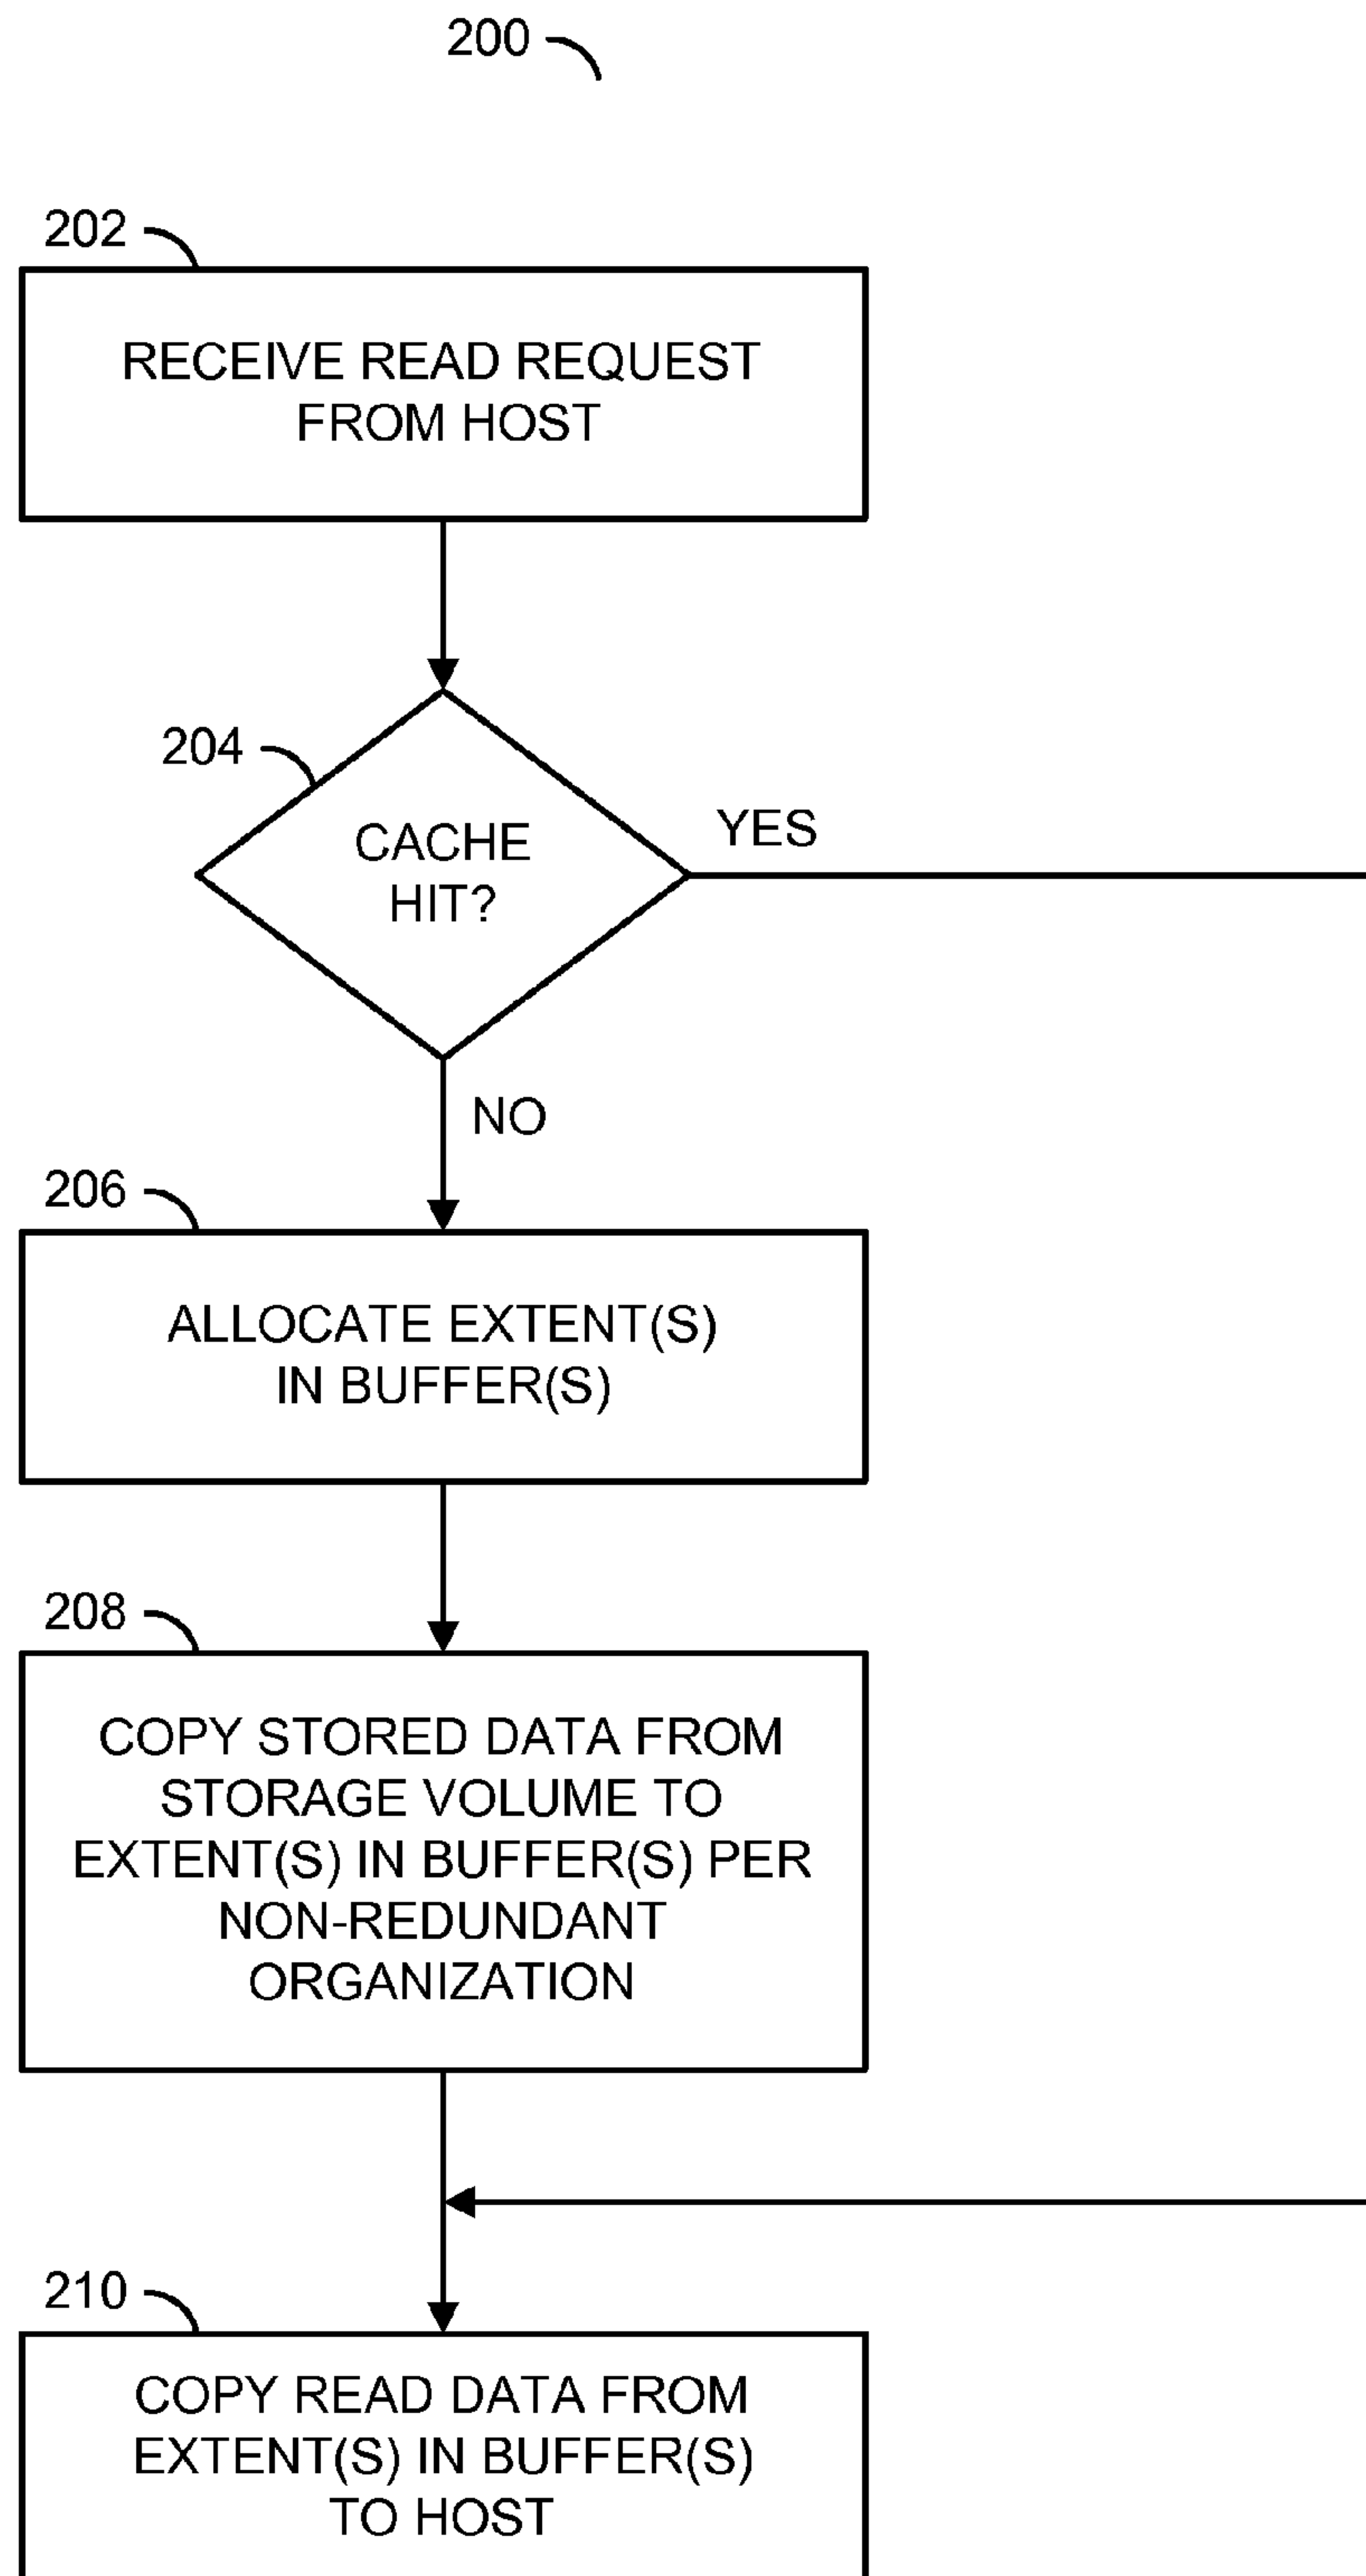 200
202
RECEIVE READ REQUEST
FROM HOST
204
CACHE
HIT?
YES
NO
206
ALLOCATE EXTENT(S)
IN BUFFER(S)
208
COPY STORED DATA FROM
STORAGE VOLUME TO
EXTENT(S) IN BUFFER(S) PER
NON-REDUNDANT
ORGANIZATION
210
COPY READ DATA FROM
EXTENT(S) IN BUFFER(S)
TO HOST